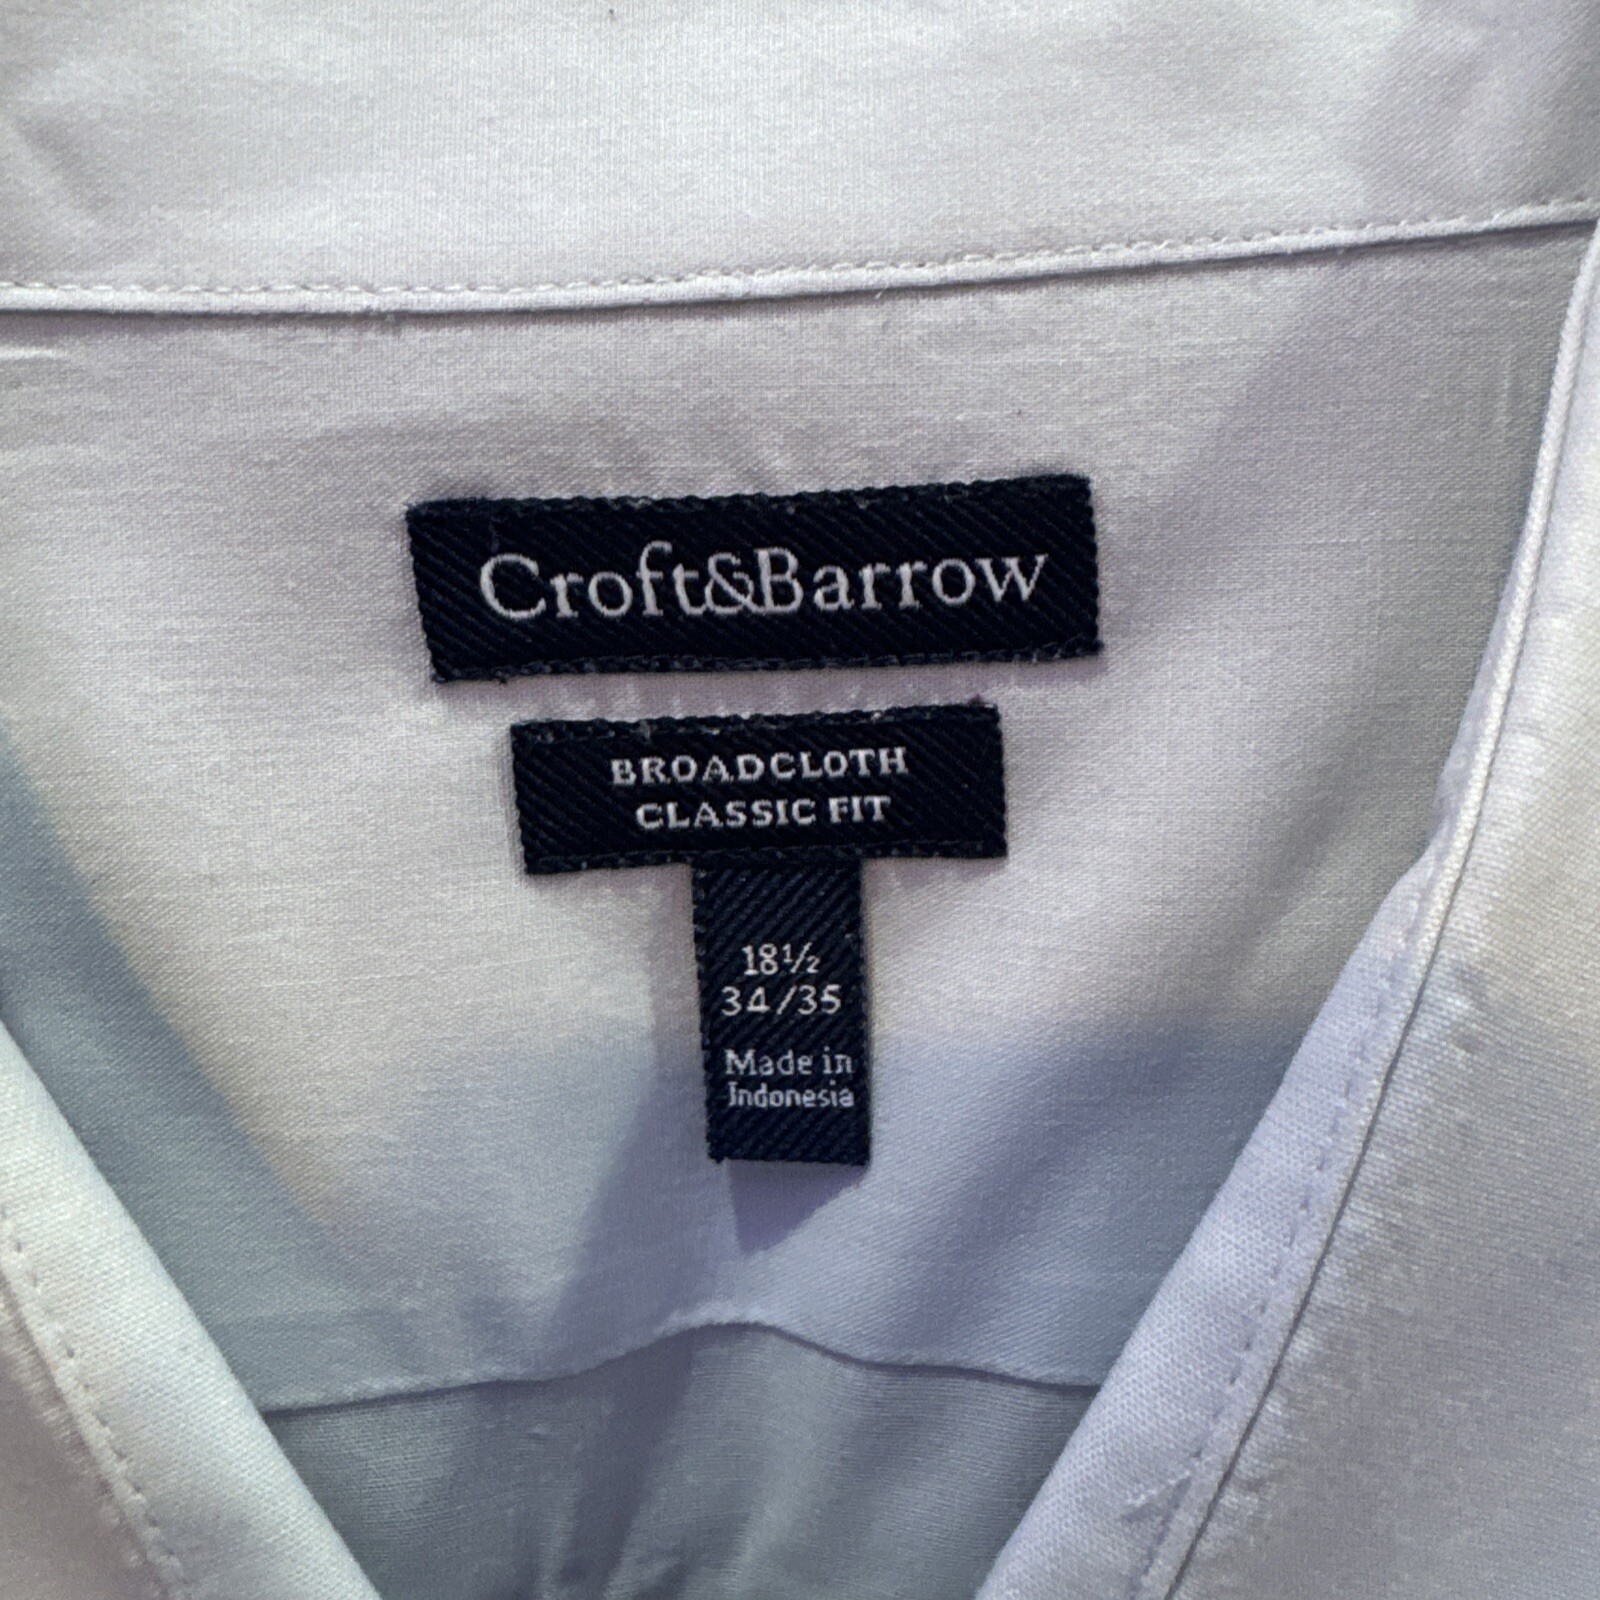 Croft&Barrow
BROADCLOTH
CLASSIC FIT
18½
34/35
Made in
Indonesia